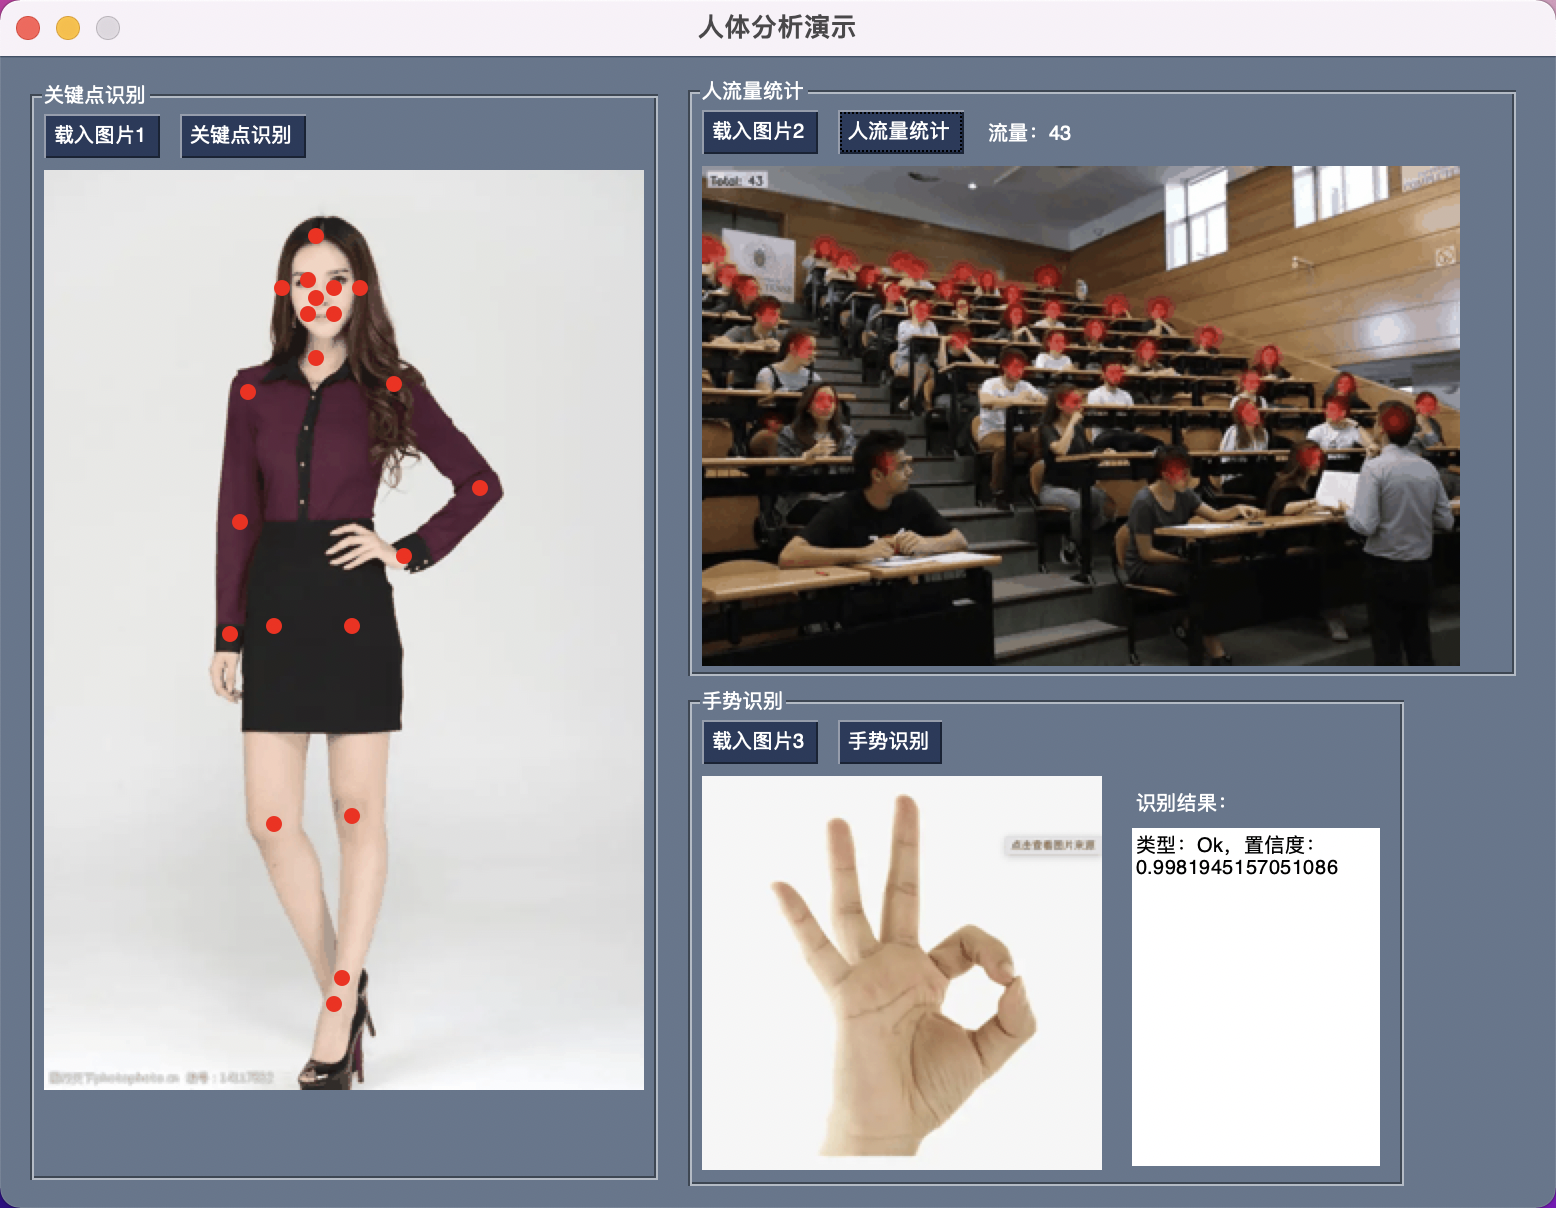 人体分析演示
关键点识别
载入图片1 关键点识别
人流量统计
载入图片2 人流量统计 流量：43
Total: 43
手势识别
载入图片3 手势识别
点击查看图片来源
识别结果：
类型：Ok，置信度：
0.9981945157051086